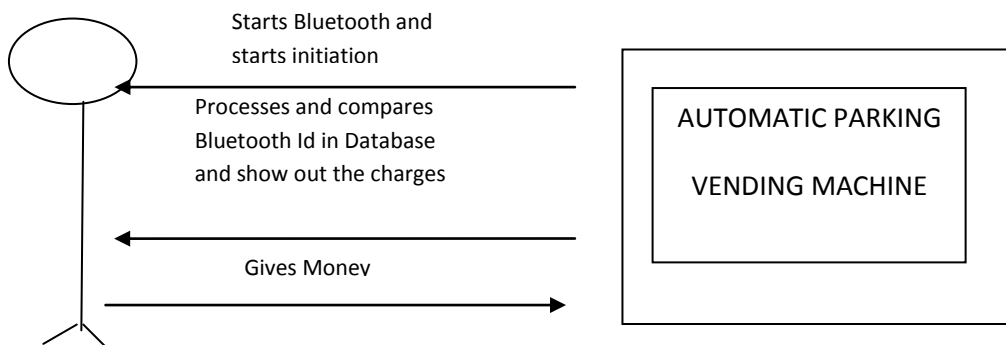 Starts Bluetooth and
starts initiation
Processes and compares
Bluetooth Id in Database
and show out the charges
Gives Money
AUTOMATIC PARKING
VENDING MACHINE